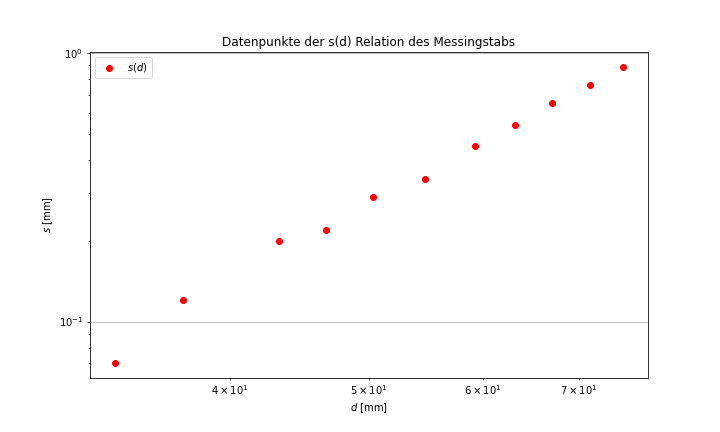 Datenpunkte der s(d) Relation des Messingstabs
s(d)
10⁰
s [mm]
10⁻¹
4 × 10¹ 5 × 10¹ 6 × 10¹ 7 × 10¹
d [mm]